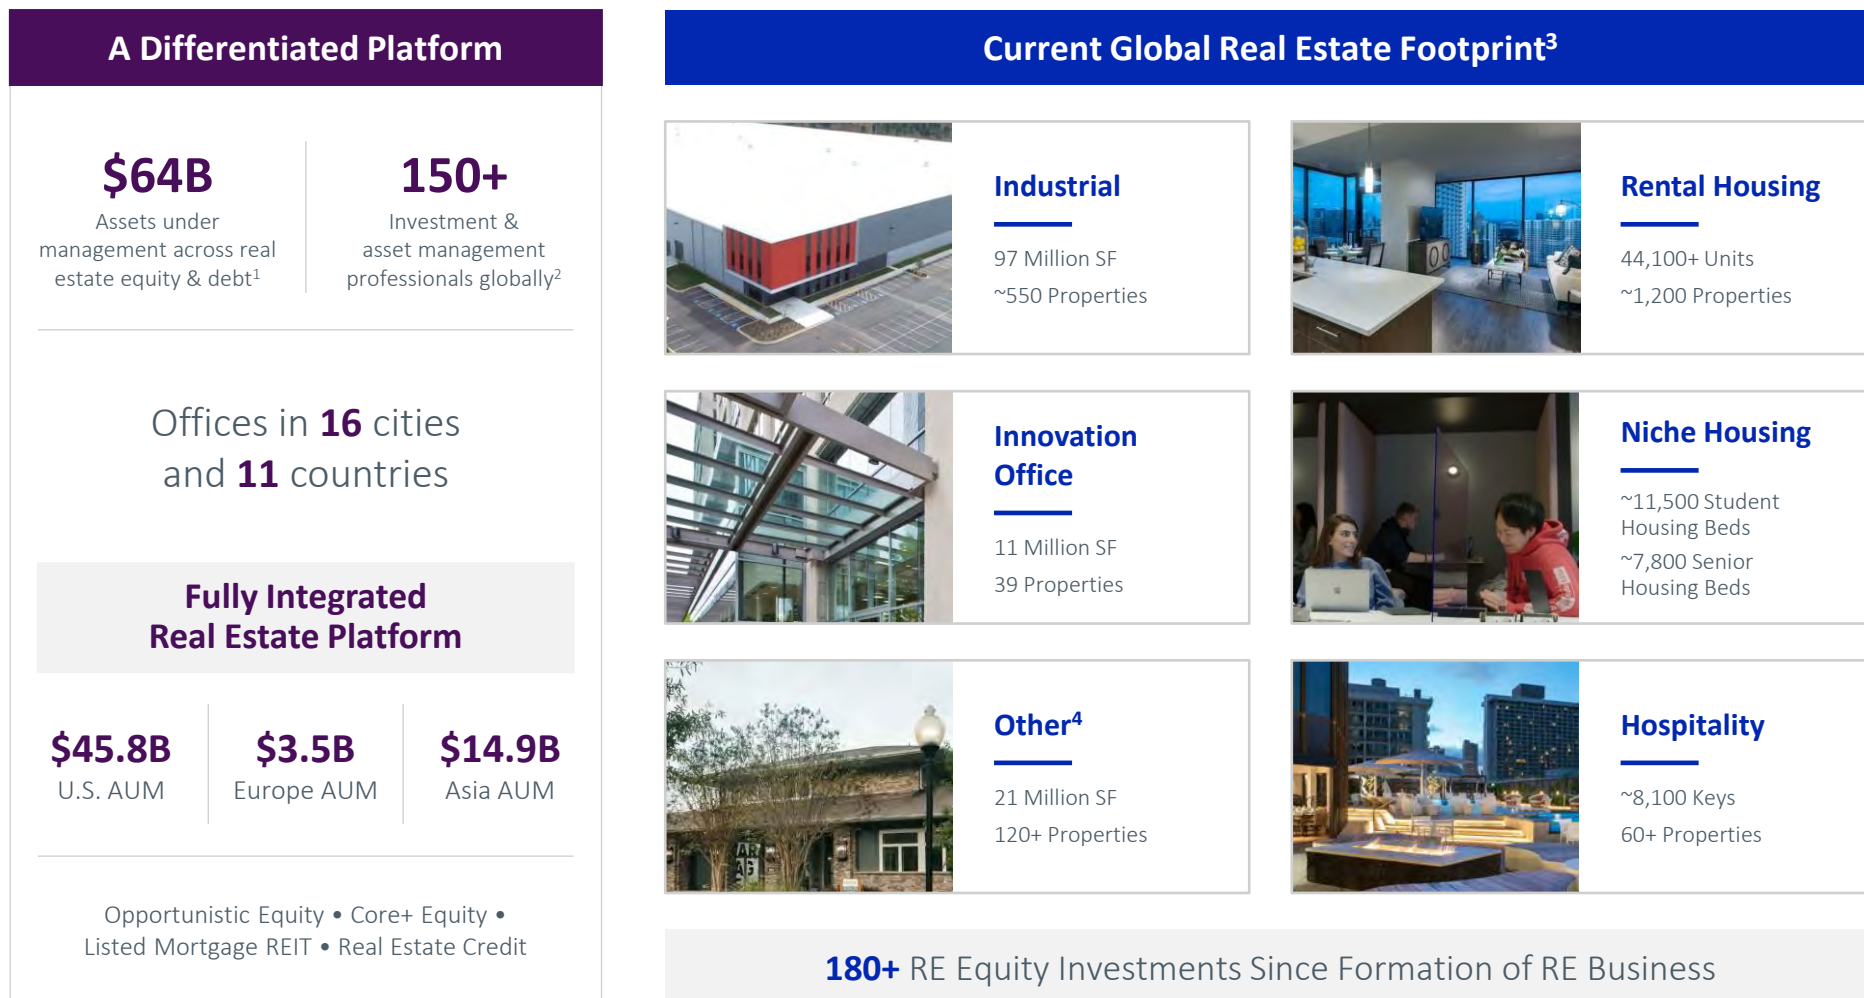 A Differentiated Platform
$64B
Assets under
management across real
estate equity & debt1
150+
Investment &
asset management
professionals globally2
Offices in 16 cities
and 11 countries
Fully Integrated
Real Estate Platform
$45.8B
U.S. AUM
$3.5B
Europe AUM
$14.9B
Asia AUM
Opportunistic Equity • Core+ Equity •
Listed Mortgage REIT • Real Estate Credit
Current Global Real Estate Footprint3
Industrial
97 Million SF
~550 Properties
Rental Housing
44,100+ Units
~1,200 Properties
Innovation
Office
11 Million SF
39 Properties
Niche Housing
~11,500 Student
Housing Beds
~7,800 Senior
Housing Beds
Other4
21 Million SF
120+ Properties
Hospitality
~8,100 Keys
60+ Properties
180+ RE Equity Investments Since Formation of RE Business